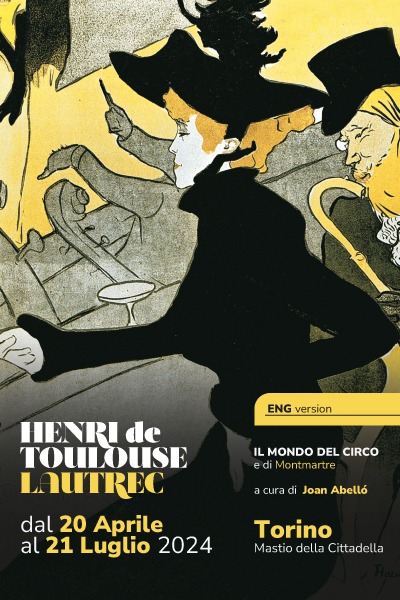 ENG version
HENRI de
TOULOUSE
LAUTREC
dal 20 Aprile
al 21 Luglio 2024
IL MONDO DEL CIRCO
e di Montmartre
a cura di Joan Abelló
Torino
Mastio della Cittadella